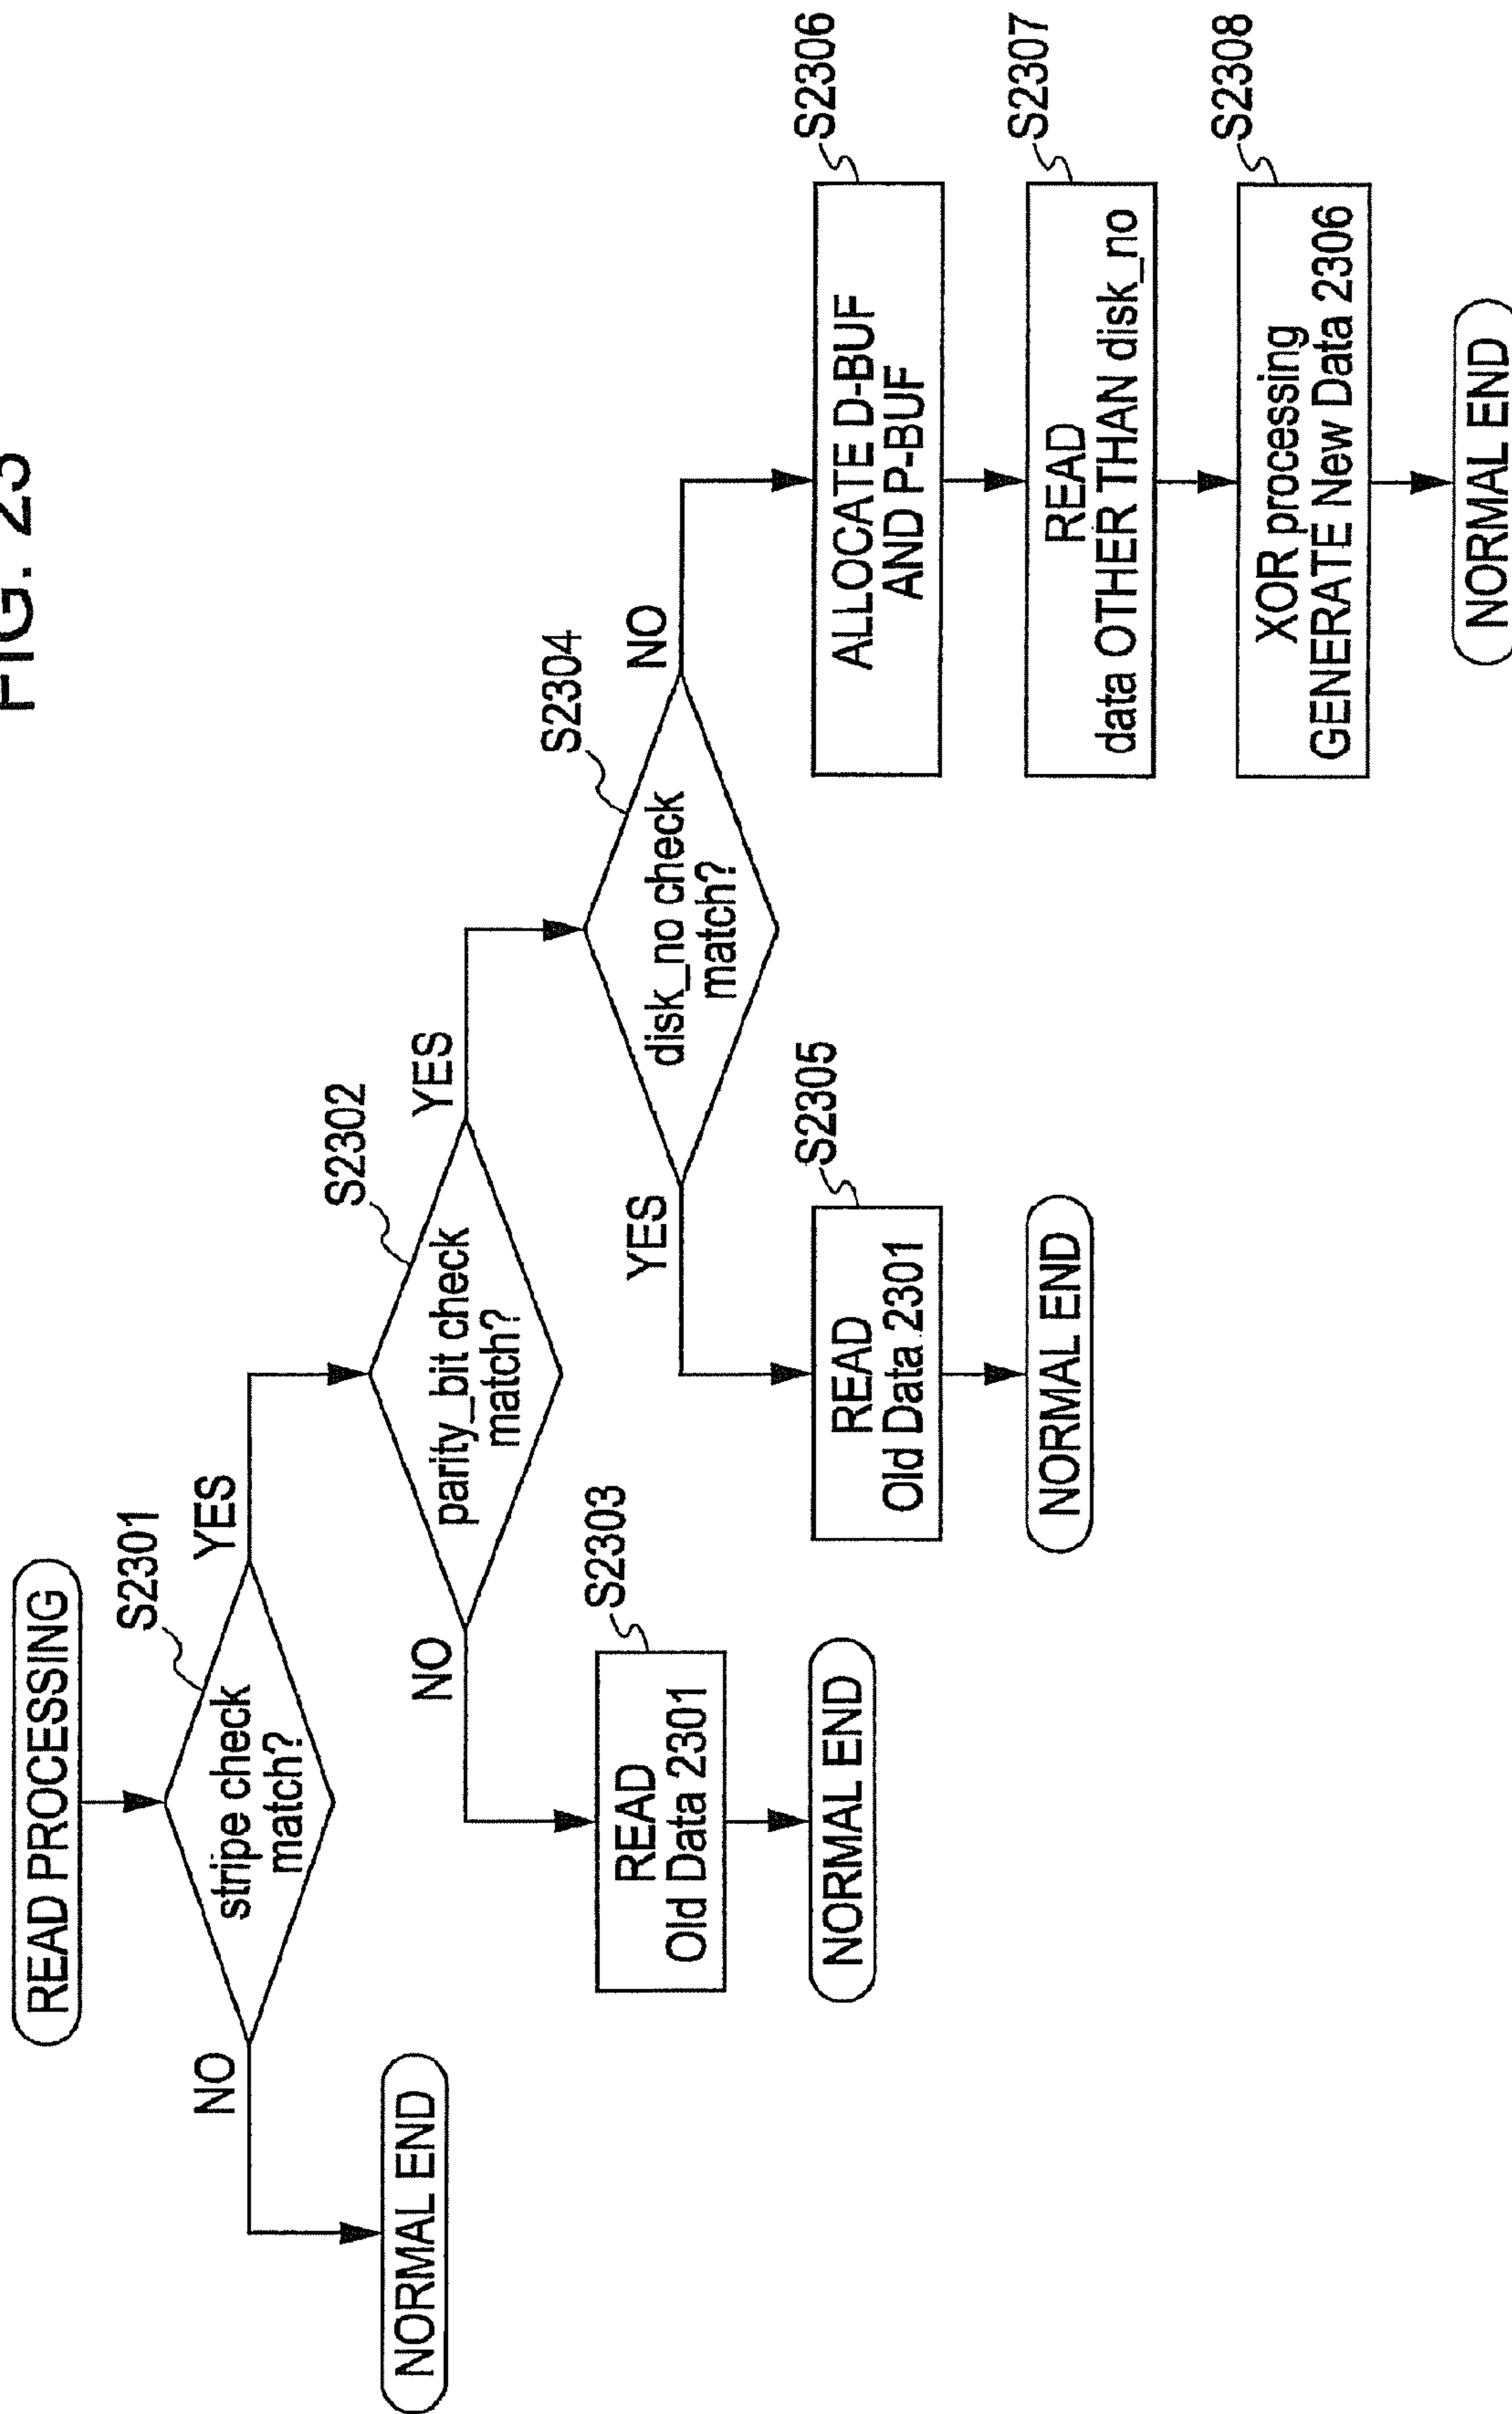 FIG. 23
READ PROCESSING
S2301
stripe check
match?
NO
YES
NORMAL END
S2302
parity_bit check
match?
NO
YES
S2303
READ
Old Data 2301
NORMAL END
S2304
disk_no check
match?
YES
NO
S2305
READ
Old Data 2301
NORMAL END
S2306
ALLOCATE D-BUF
AND P-BUF
S2307
READ
data OTHER THAN disk_no
S2308
XOR processing
GENERATE New Data 2306
NORMAL END